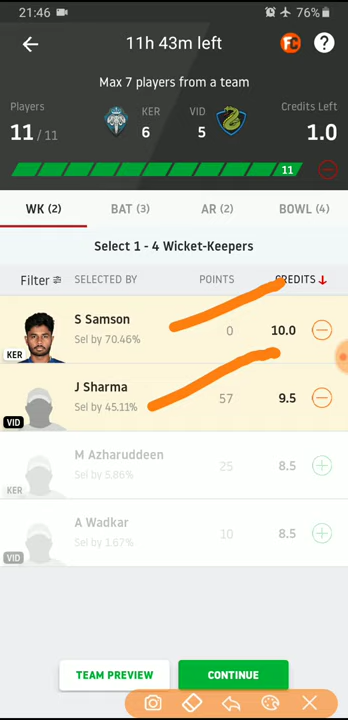 21:46 76%
11h 43m left FC ?
Max 7 players from a team
Players KER VID Credits Left
11 / 11 6 5 1.0
11
WK (2) BAT (3) AR (2) BOWL (4)
Select 1 - 4 Wicket-Keepers
Filter SELECTED BY POINTS CREDITS
S Samson
Sel by 70.46% 0 10.0
KER
J Sharma
Sel by 45.11% 57 9.5
VID
M Azharuddeen
Sel by 5.86% 25 8.5
KER
A Wadkar
Sel by 1.67% 10 8.5
VID
TEAM PREVIEW CONTINUE